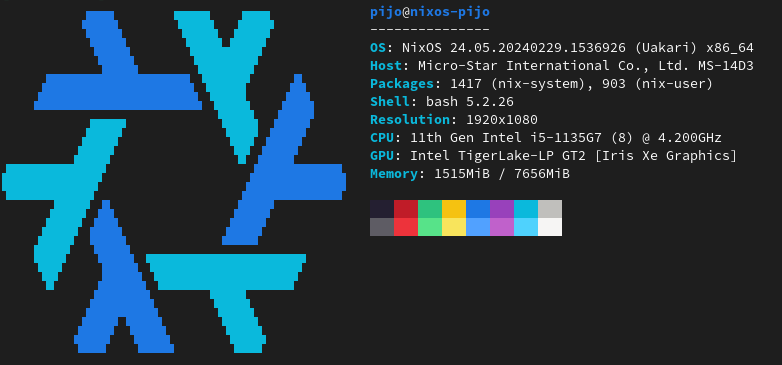 pijo@nixos-pijo
---------------
OS: NixOS 24.05.20240229.1536926 (Uakari) x86_64
Host: Micro-Star International Co., Ltd. MS-14D3
Packages: 1417 (nix-system), 903 (nix-user)
Shell: bash 5.2.26
Resolution: 1920x1080
CPU: 11th Gen Intel i5-1135G7 (8) @ 4.200GHz
GPU: Intel TigerLake-LP GT2 [Iris Xe Graphics]
Memory: 1515MiB / 7656MiB